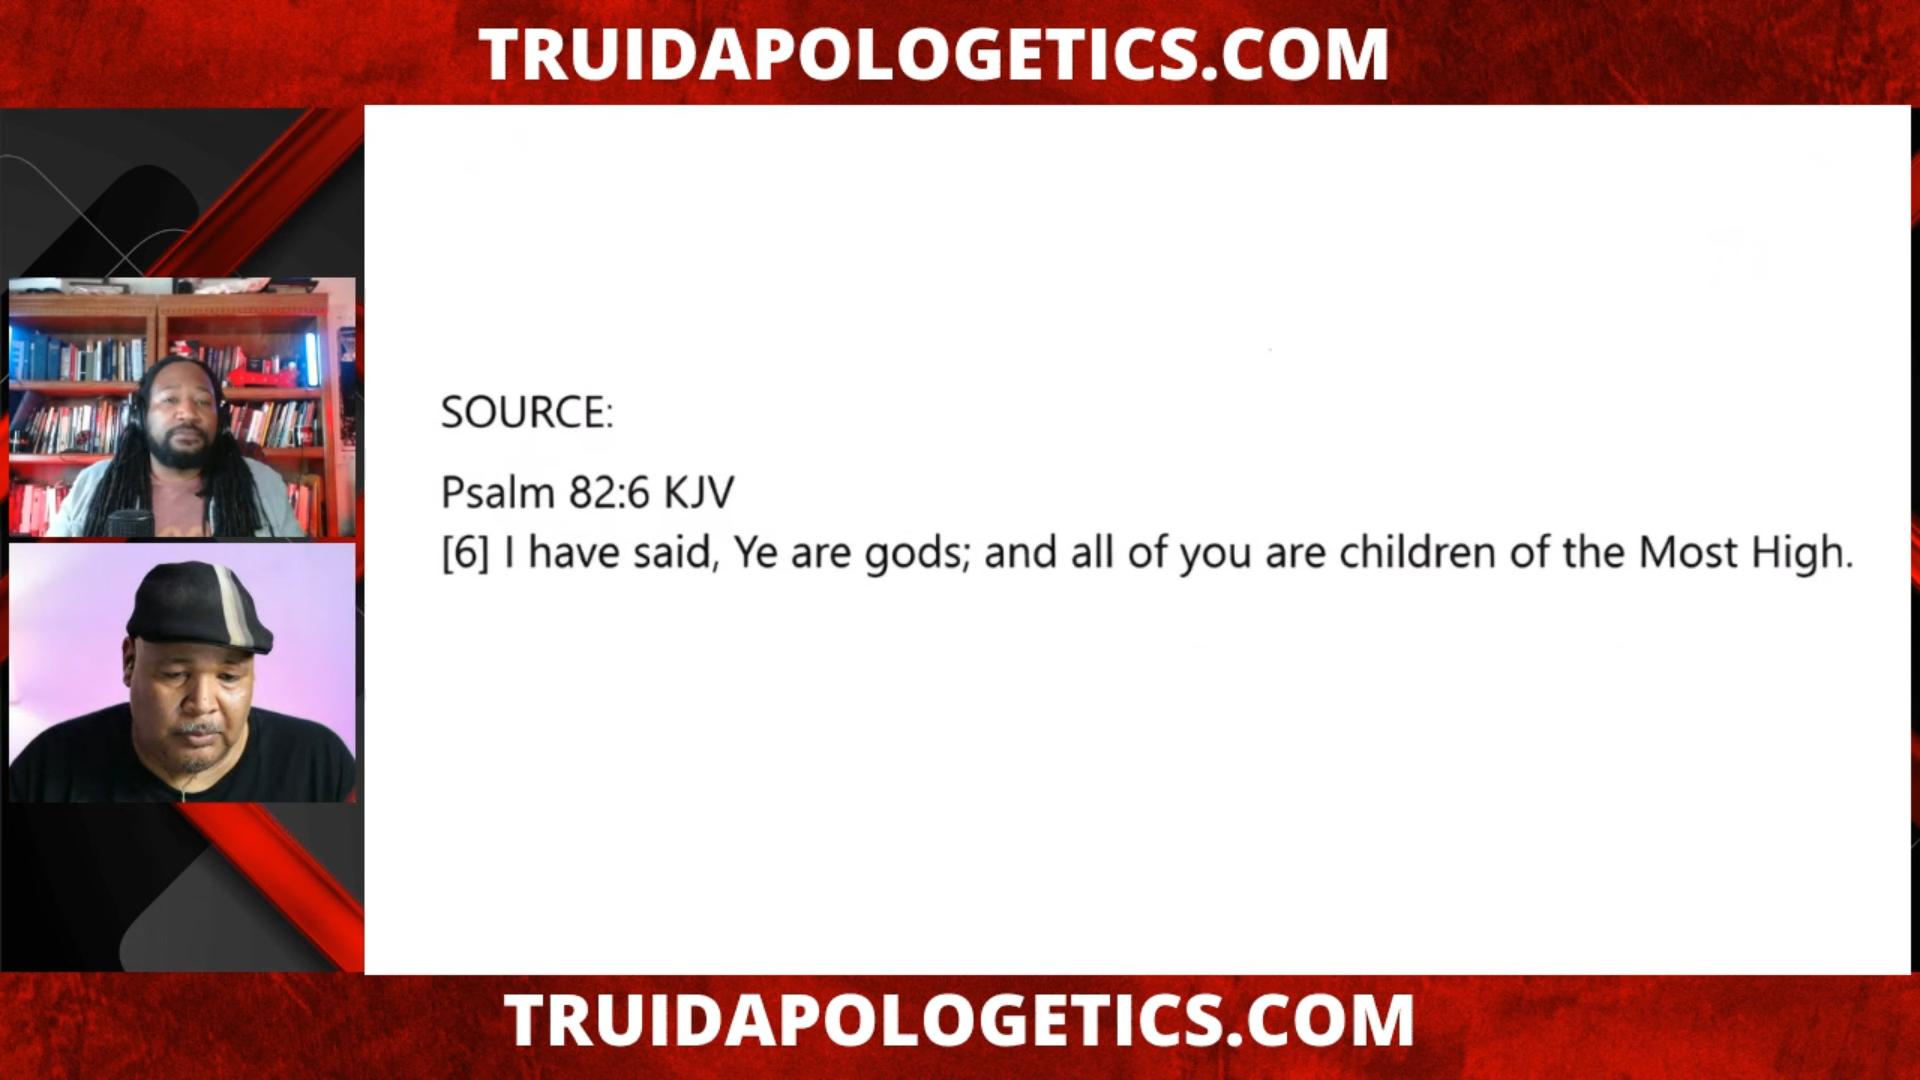 TRUIDAPOLOGETICS.COM
SOURCE:
Psalm 82:6 KJV
[6] I have said, Ye are gods; and all of you are children of the Most High.
TRUIDAPOLOGETICS.COM